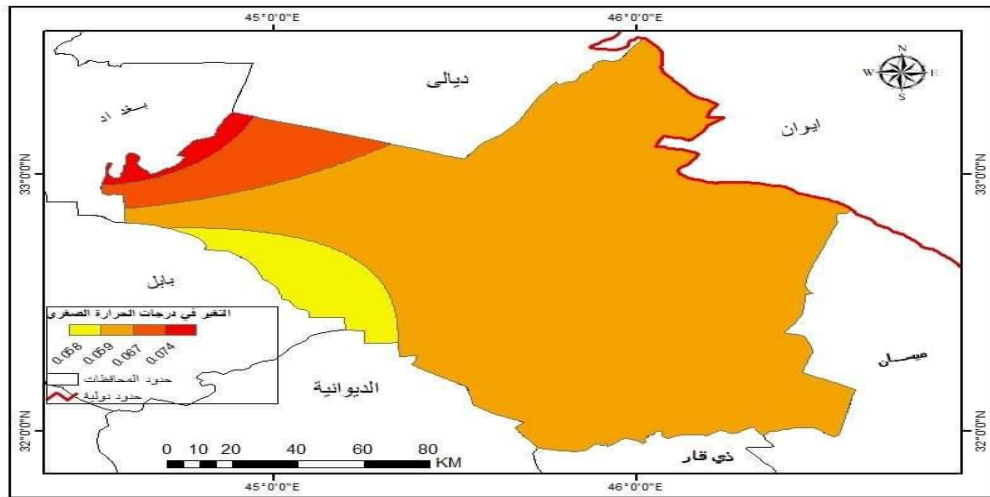 45°0'0"E
46°0'0"E
N
W E
S
ديالى
بغداد
ايران
33°0'0"N
33°0'0"N
بابل
التغير في درجات الحرارة الصغرى
0.058
0.059
0.067
0.074
حدود المحافظات
حدود دولية
الديوانية
ميسان
32°0'0"N
32°0'0"N
ذي قار
0 10 20 40 60 80
KM
45°0'0"E
46°0'0"E